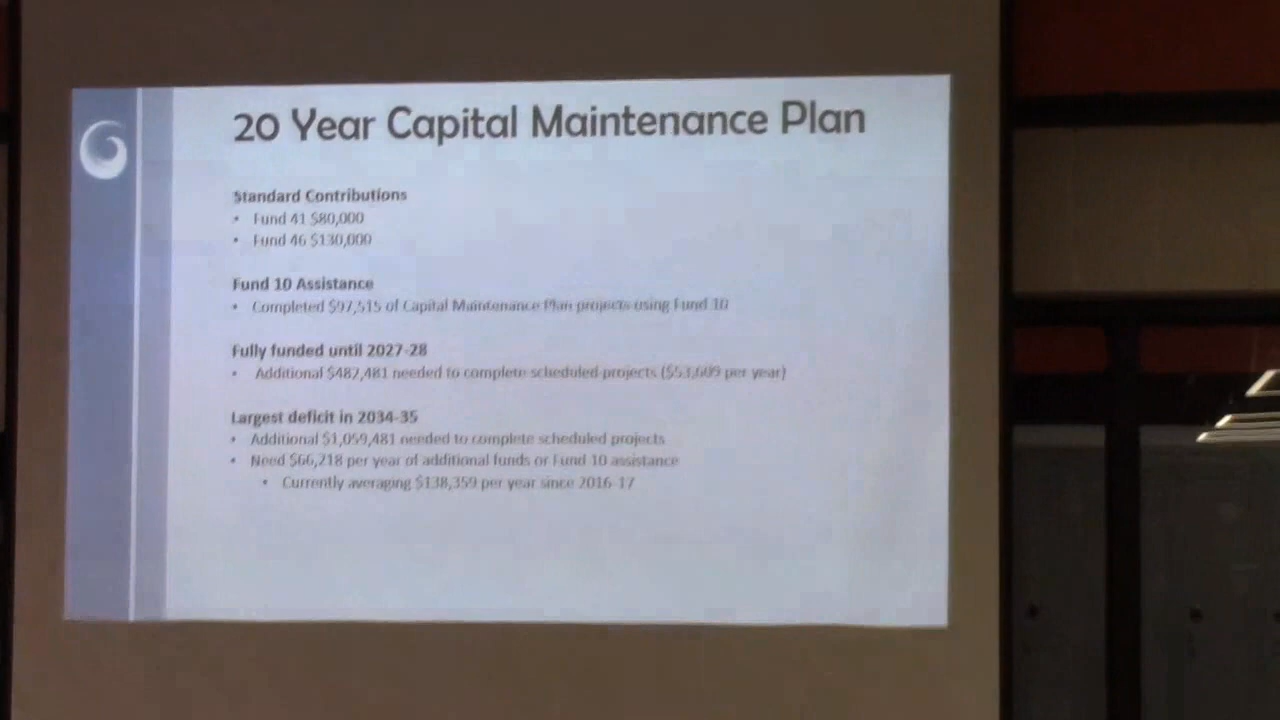 20 Year Capital Maintenance Plan
Standard Contributions
• Fund 41 $80,000
• Fund 46 $130,000
Fund 10 Assistance
• Completed $97,515 of Capital Maintenance Plan projects using Fund 10
Fully funded until 2027-28
• Additional $482,481 needed to complete scheduled projects ($53,609 per year)
Largest deficit in 2034-35
• Additional $1,059,481 needed to complete scheduled projects
• Need $66,218 per year of additional funds or Fund 10 assistance
• Currently averaging $138,359 per year since 2016-17